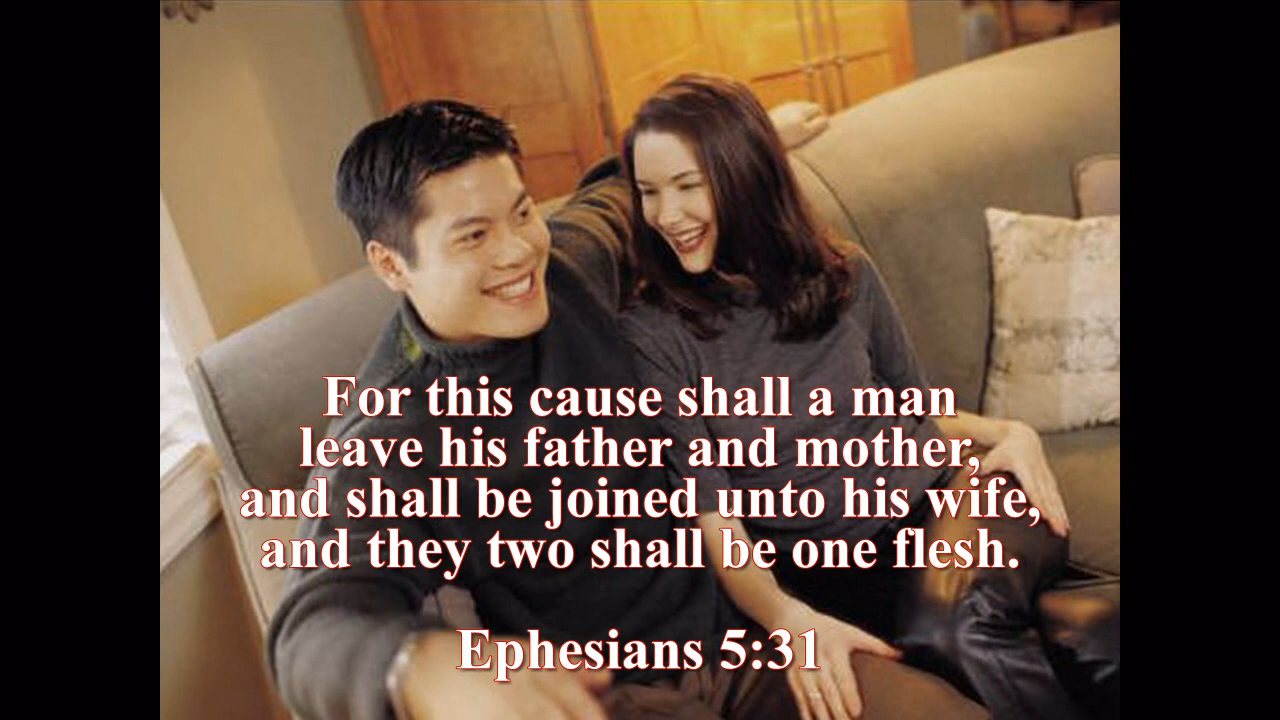 For this cause shall a man
leave his father and mother,
and shall be joined unto his wife,
and they two shall be one flesh.
Ephesians 5:31